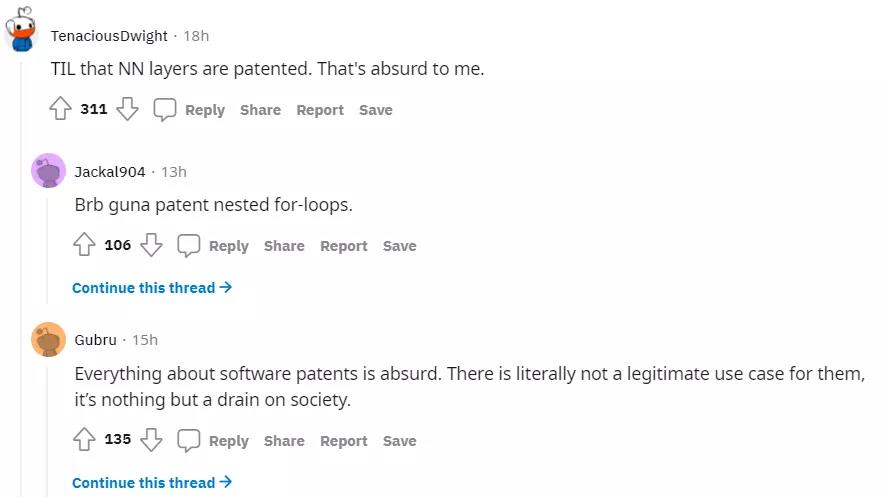 TenaciousDwight · 18h
TIL that NN layers are patented. That's absurd to me.
311 Reply Share Report Save
Jackal904 · 13h
Brb guna patent nested for-loops.
106 Reply Share Report Save
Continue this thread →
Gubru · 15h
Everything about software patents is absurd. There is literally not a legitimate use case for them,
it’s nothing but a drain on society.
135 Reply Share Report Save
Continue this thread →